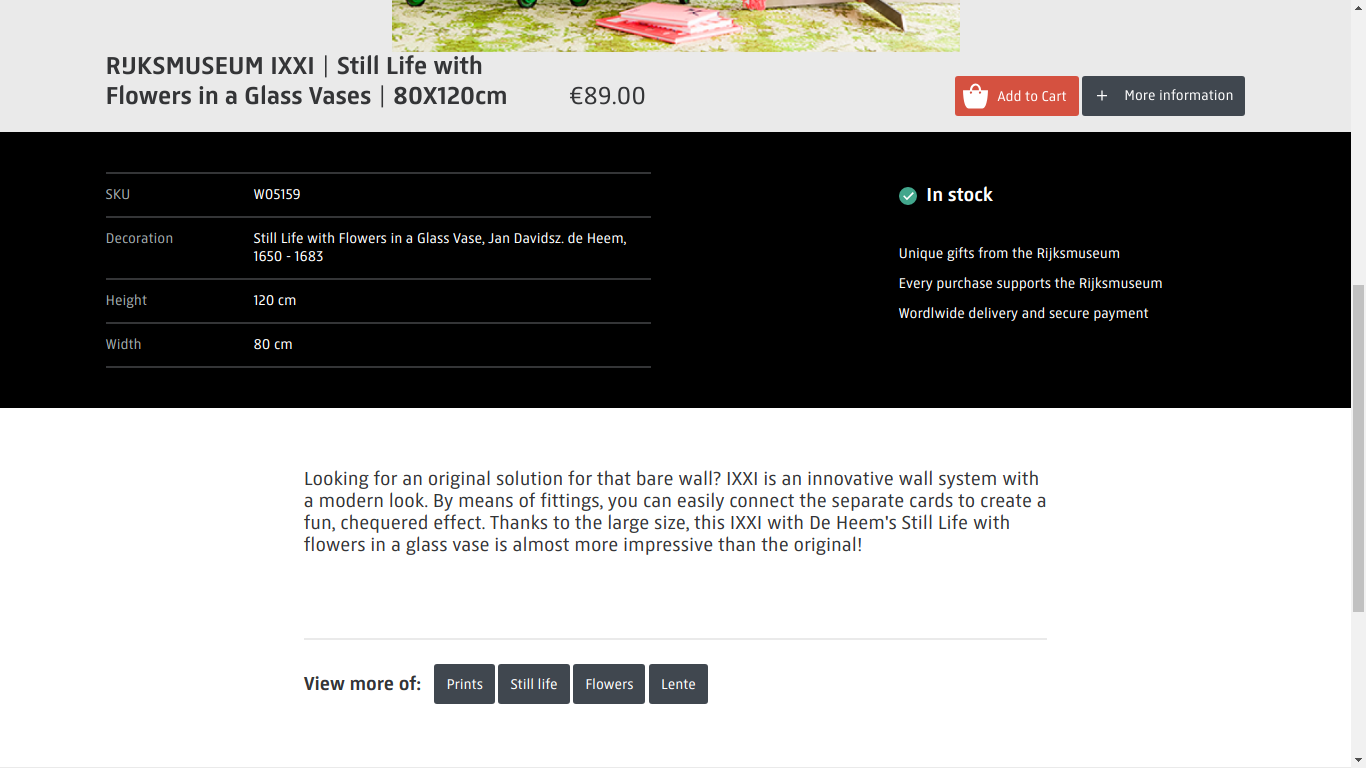 RIJKSMUSEUM IXXI | Still Life with
Flowers in a Glass Vases | 80X120cm
€89.00
Add to Cart
+ More information
SKU W05159
Decoration Still Life with Flowers in a Glass Vase, Jan Davidsz. de Heem,
1650 - 1683
Height 120 cm
Width 80 cm
In stock
Unique gifts from the Rijksmuseum
Every purchase supports the Rijksmuseum
Wordlwide delivery and secure payment
Looking for an original solution for that bare wall? IXXI is an innovative wall system with
a modern look. By means of fittings, you can easily connect the separate cards to create a
fun, chequered effect. Thanks to the large size, this IXXI with De Heem's Still Life with
flowers in a glass vase is almost more impressive than the original!
View more of: Prints Still life Flowers Lente